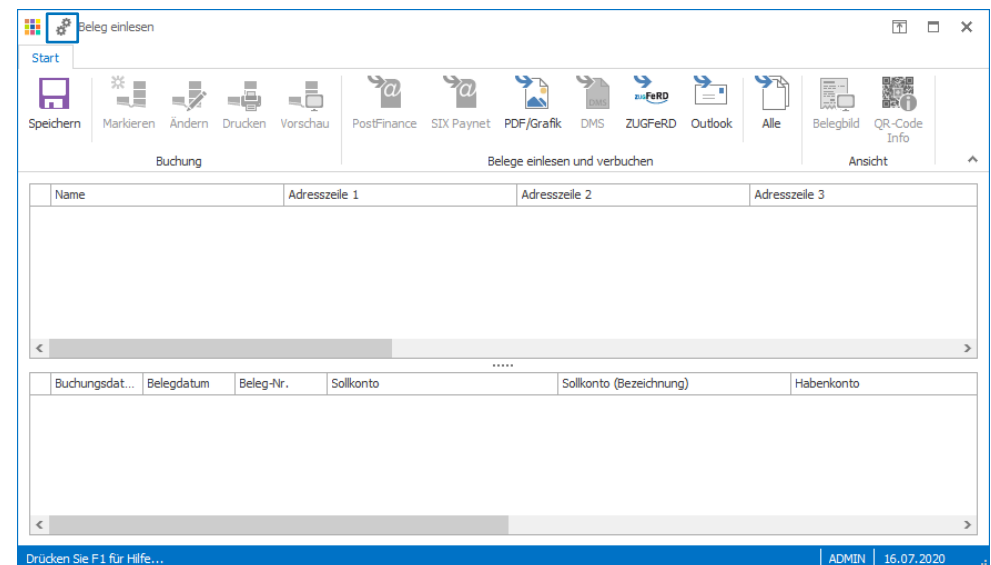 Beleg einlesen
Start
Speichern Markieren Ändern Drucken Vorschau PostFinance SIX Paynet PDF/Grafik DMS ZUGFeRD Outlook Alle Belegbild QR-Code Info
Buchung Belege einlesen und verbuchen Ansicht
Name Adresszeile 1 Adresszeile 2 Adresszeile 3
Buchungsdat... Belegdatum Beleg-Nr. Sollkonto Sollkonto (Bezeichnung) Habenkonto
Drücken Sie F1 für Hilfe... ADMIN 16.07.2020